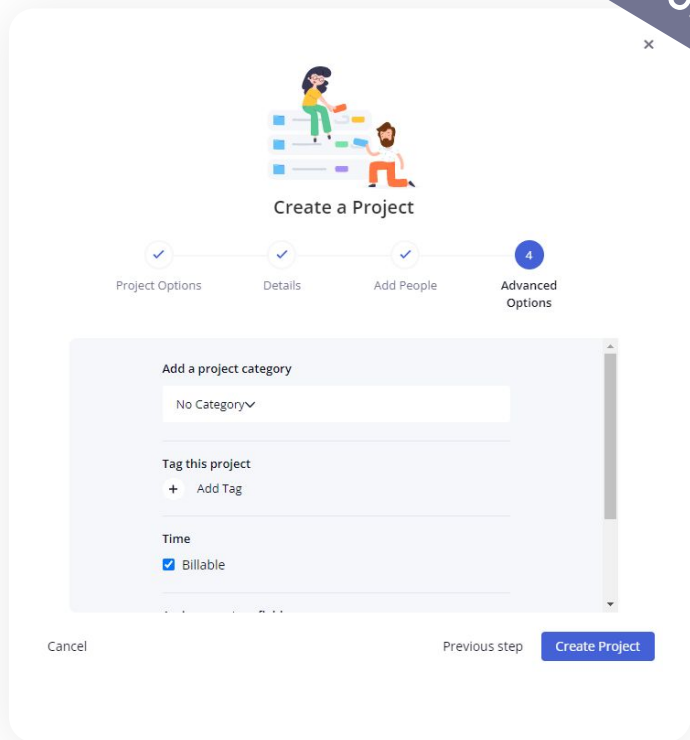 Create a Project
4
Project Options
Details
Add People
Advanced
Options
Add a project category
No Category
Tag this project
+ Add Tag
Time
Billable
Cancel
Previous step
Create Project